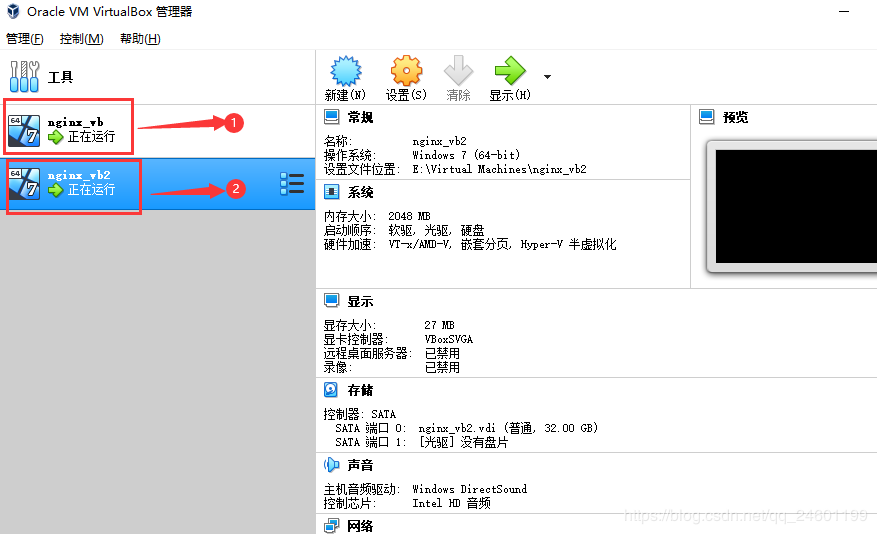 Oracle VM VirtualBox 管理器
管理(F) 控制(M) 帮助(H)
工具
新建(N) 设置(S) 清除 显示(H)
64 7 nginx_vb
正在运行
1
64 7 nginx_vb2
正在运行
2
常规
名称: nginx_vb2
操作系统: Windows 7 (64-bit)
设置文件位置: E:\Virtual Machines\nginx_vb2
预览
系统
内存大小: 2048 MB
启动顺序: 软驱, 光驱, 硬盘
硬件加速: VT-x/AMD-V, 嵌套分页, Hyper-V 半虚拟化
显示
显存大小: 27 MB
显卡控制器: VBoxSVGA
远程桌面服务器: 已禁用
录像: 已禁用
存储
控制器: SATA
SATA 端口 0: nginx_vb2.vdi (普通, 32.00 GB)
SATA 端口 1: [光驱] 没有盘片
声音
主机音频驱动: Windows DirectSound
控制芯片: Intel HD 音频
网络
https://blog.csdn.net/qq_24601199